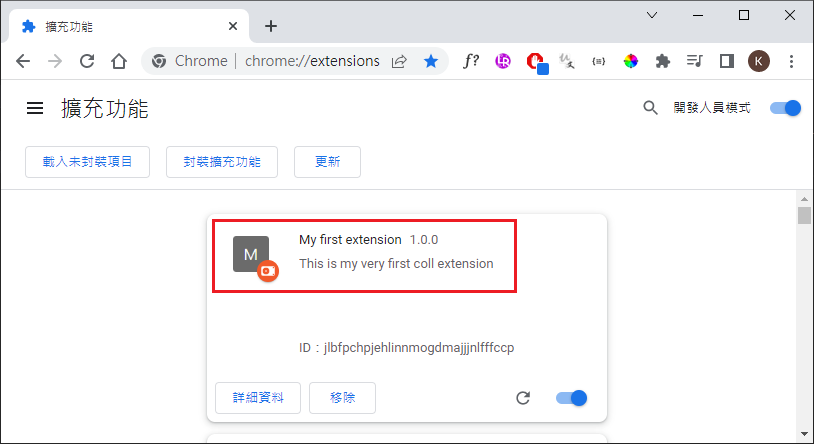 擴充功能
Chrome | chrome://extensions
f? LR K
擴充功能 開發人員模式
載入未封裝項目 封裝擴充功能 更新
M My first extension 1.0.0
This is my very first coll extension
ID：jlbfpchpjehlinnmogdmajjjnlfffccp
詳細資料 移除